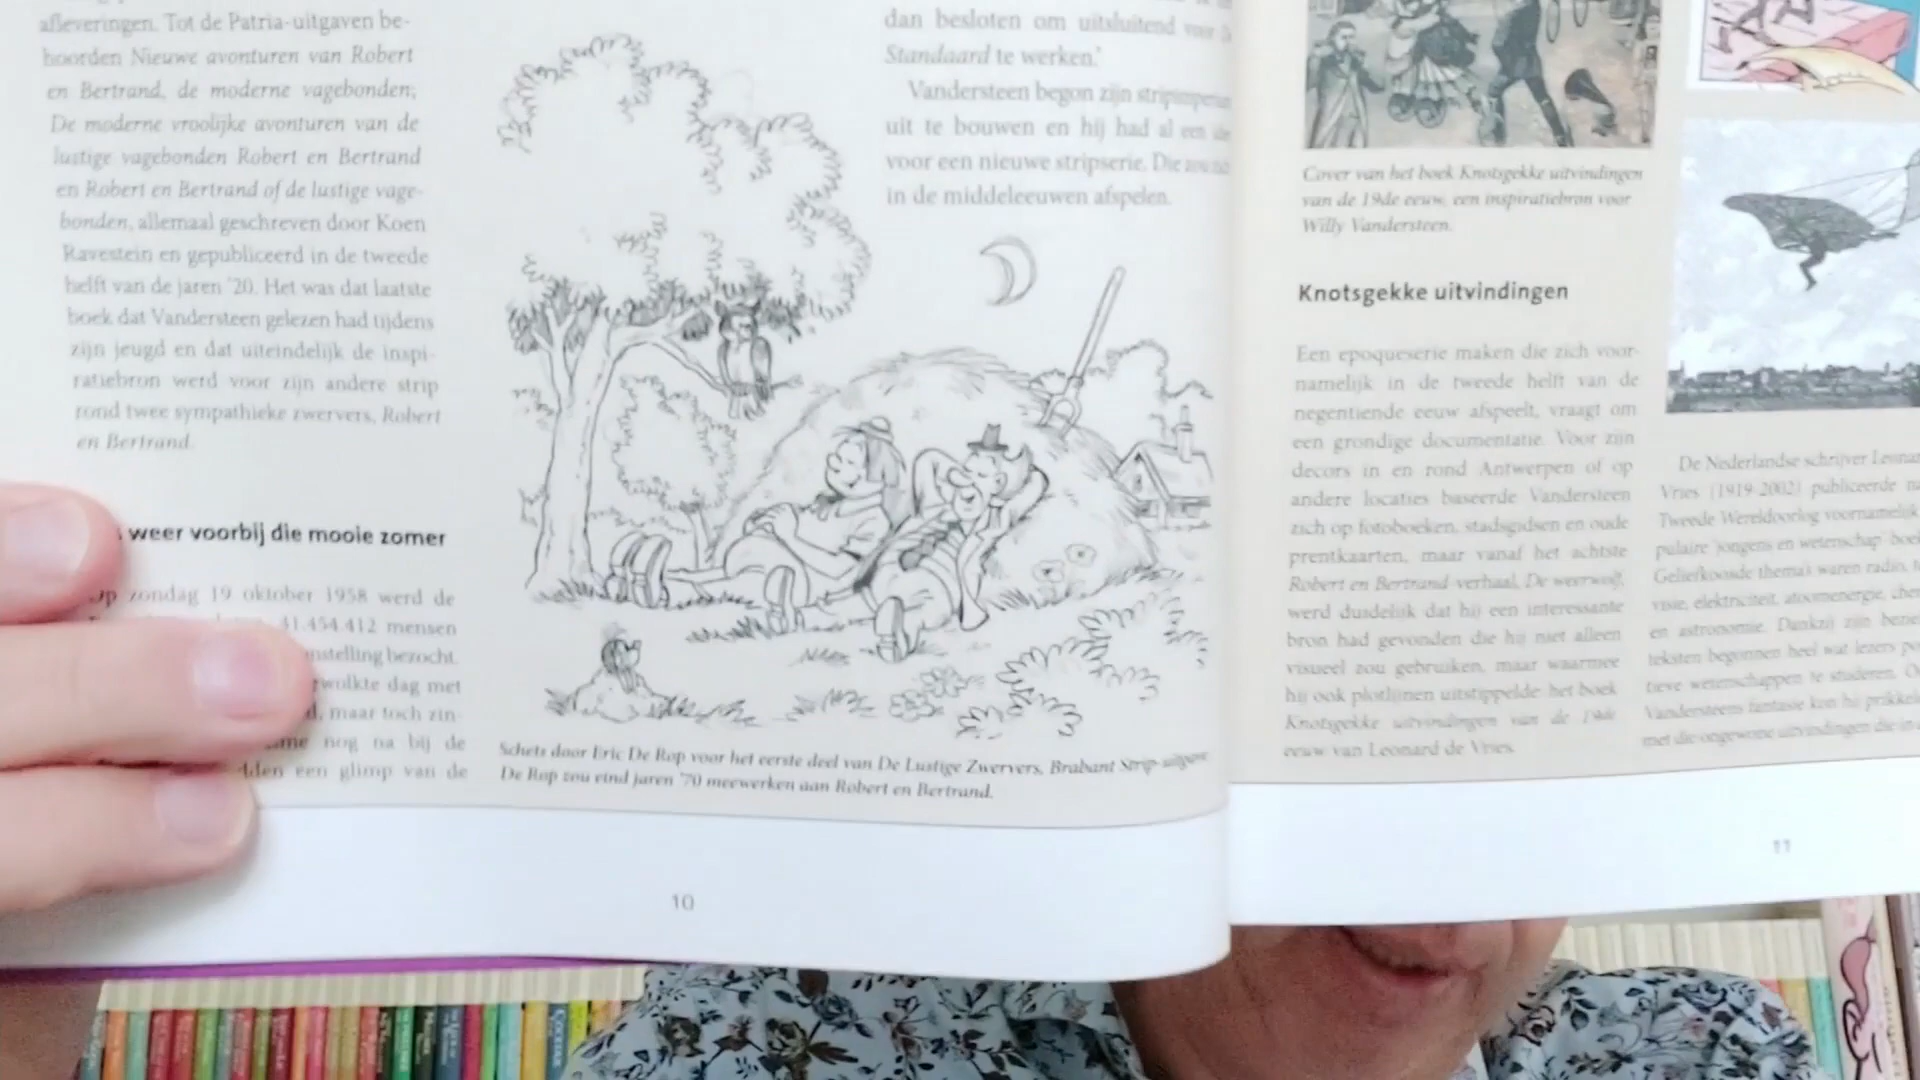 afleveringen. Tot de Patria-uitgaven be-
hoorden Nieuwe avonturen van Robert
en Bertrand, de moderne vagebonden;
De moderne vroolijke avonturen van de
lustige vagebonden Robert en Bertrand
en Robert en Bertrand of de lustige vage-
bonden, allemaal geschreven door Koen
Ravestein en gepubliceerd in de tweede
helft van de jaren '20. Het was dat laatste
boek dat Vandersteen gelezen had tijdens
zijn jeugd en dat uiteindelijk de inspi-
ratiebron werd voor zijn andere strip
rond twee sympathieke zwervers, Robert
en Bertrand.
weer voorbij die mooie zomer
Op zondag 19 oktober 1958 werd de
41.454.412 mensen
bezocht.
dag met
maar toch zin-
nog na bij de
een glimp van de
dan besloten om uitsluitend voor
Standaard te werken.'
Vandersteen begon zijn
uit te bouwen en hij had al een
voor een nieuwe stripserie. Die
in de middeleeuwen afspelen.
Schets door Eric De Rop voor het eerste deel van De Lustige Zwervers, Brabant Strip-uitgave
De Rop zou eind jaren '70 meewerken aan Robert en Bertrand.
10
Cover van het boek Knotsgekke uitvindingen
van de 19de eeuw, een inspiratiebron voor
Willy Vandersteen.
Knotsgekke uitvindingen
Een epoqueserie maken die zich voor-
namelijk in de tweede helft van de
negentiende eeuw afspeelt, vraagt om
een grondige documentatie. Voor zijn
decors in en rond Antwerpen of op
andere locaties baseerde Vandersteen
zich op fotoboeken, stadsgidsen en oude
prentkaarten, maar vanaf het achtste
Robert en Bertrand-verhaal, De weerwolf,
werd duidelijk dat hij een interessante
bron had gevonden die hij niet alleen
visueel zou gebruiken, maar waarmee
hij ook plotlijnen uitstippelde: het boek
Knotsgekke uitvindingen van de 19de
eeuw van Leonard de Vries.
De Nederlandse schrijver
Vries (1919-2002) publiceerde
Tweede Wereldoorlog voornamelijk
jongens en wetenschap
Geliefkoosde thema's waren radio,
visie, elektriciteit, atoomenergie,
en astronomie. Dankzij zijn
teksten begonnen heel wat lezers
wetenschappen te studeren.
Vandersteens fantasie kon hij prikkelen
met die ongewone uitvindingen die
11